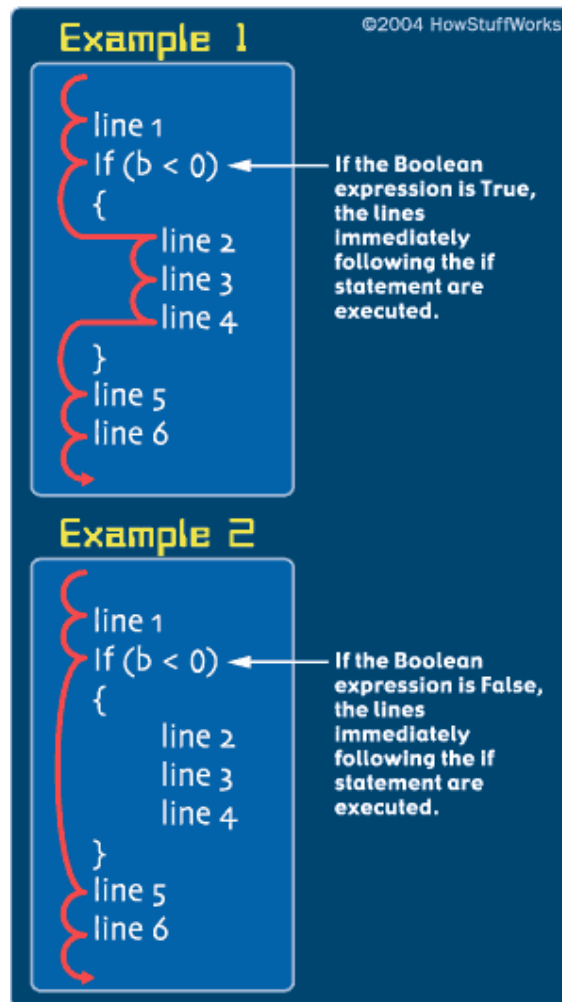 ©2004 HowStuffWorks
Example 1
line 1
If (b < 0)
{
line 2
line 3
line 4
}
line 5
line 6
If the Boolean
expression is True,
the lines
immediately
following the if
statement are
executed.
Example 2
line 1
If (b < 0)
{
line 2
line 3
line 4
}
line 5
line 6
If the Boolean
expression is False,
the lines
immediately
following the if
statement are
executed.